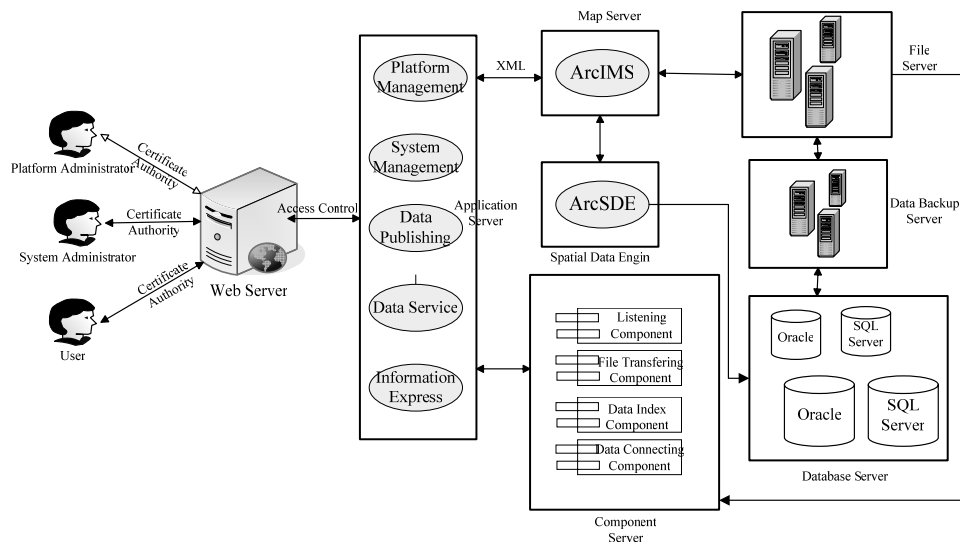 Map Server
File
Server
XML
ArcIMS
Platform
Management
System
Management
Data
Publishing
Data Service
Information
Express
Application
Server
Certificate
Authority
Platform Administrator
Certificate
Authority
System Administrator
Certificate
Authority
User
Web Server
Access Control
ArcSDE
Spatial Data Engin
Data Backup
Server
Listening
Component
File Transfering
Component
Data Index
Component
Data Connecting
Component
Component
Server
Oracle
SQL
Server
Oracle
SQL
Server
Database Server